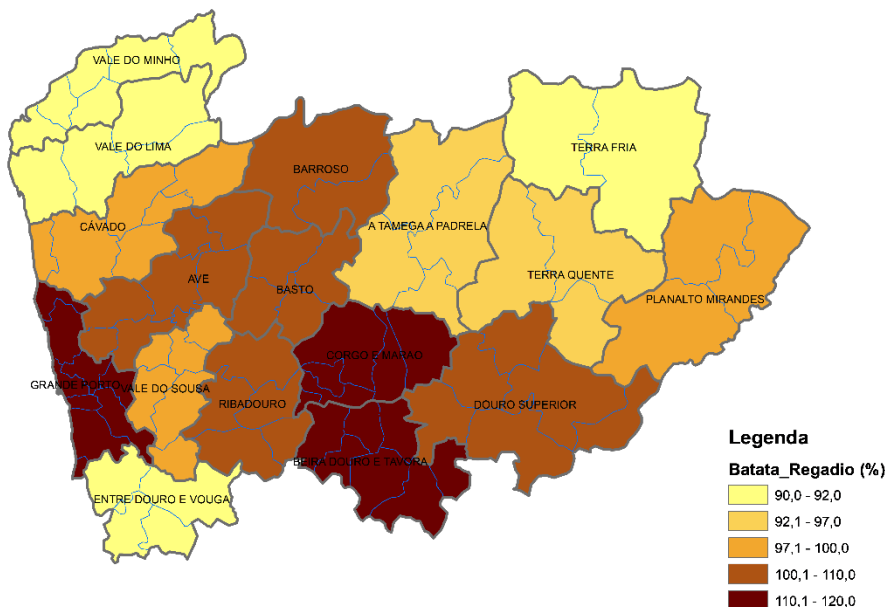 VALE DO MINHO
VALE DO LIMA
TERRA FRIA
BARROSO
CÁVADO
A TAMEGA A PADRELA
AVE
BASTO
TERRA QUENTE
PLANALTO MIRANDES
CORGO E MARAO
GRANDE PORTO
VALE DO SOUSA
RIBADOURO
DOURO SUPERIOR
BEIRA DOURO E TAVORA
ENTRE DOURO E VOUGA
Legenda
Batata_Regadio (%)
90,0 - 92,0
92,1 - 97,0
97,1 - 100,0
100,1 - 110,0
110,1 - 120,0